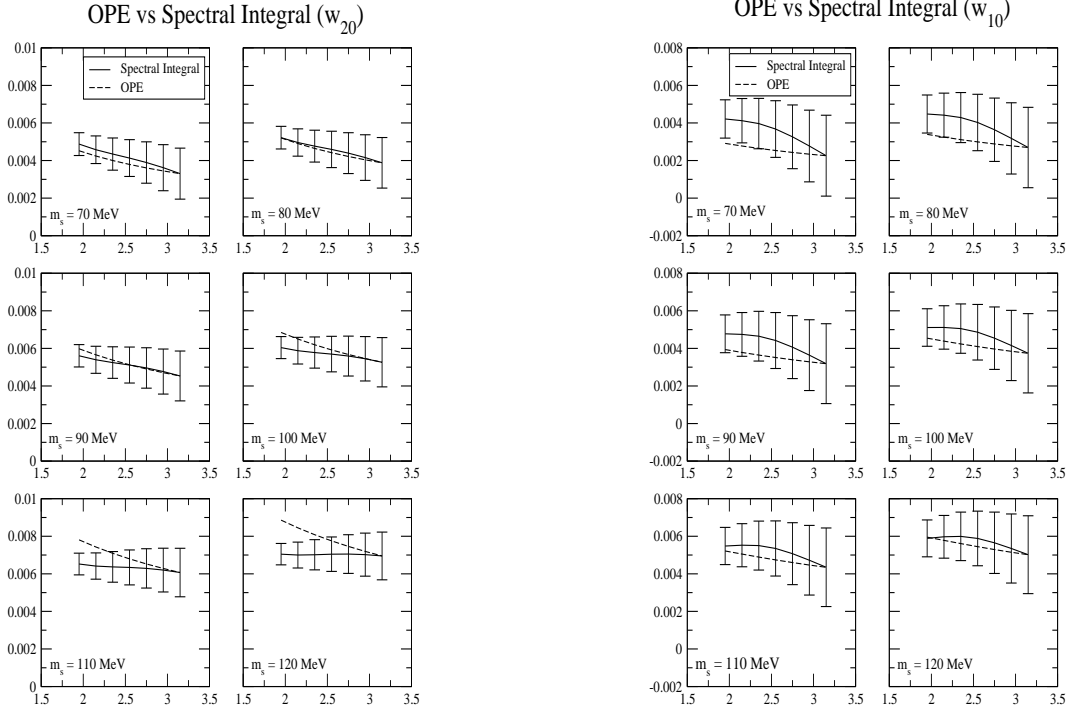 OPE vs Spectral Integral (w20)
0.01
0.008
0.006
0.004
0.002
0
Spectral Integral
OPE
m_s = 70 MeV
1.5 2 2.5 3 3.5
m_s = 80 MeV
1.5 2 2.5 3 3.5
0.01
0.008
0.006
0.004
0.002
0
m_s = 90 MeV
1.5 2 2.5 3 3.5
m_s = 100 MeV
1.5 2 2.5 3 3.5
0.01
0.008
0.006
0.004
0.002
0
m_s = 110 MeV
1.5 2 2.5 3 3.5
m_s = 120 MeV
1.5 2 2.5 3 3.5
OPE vs Spectral Integral (w10)
0.008
0.006
0.004
0.002
0
-0.002
Spectral Integral
OPE
m_s = 70 MeV
1.5 2 2.5 3 3.5
m_s = 80 MeV
1.5 2 2.5 3 3.5
0.008
0.006
0.004
0.002
0
-0.002
m_s = 90 MeV
1.5 2 2.5 3 3.5
m_s = 100 MeV
1.5 2 2.5 3 3.5
0.008
0.006
0.004
0.002
0
-0.002
m_s = 110 MeV
1.5 2 2.5 3 3.5
m_s = 120 MeV
1.5 2 2.5 3 3.5